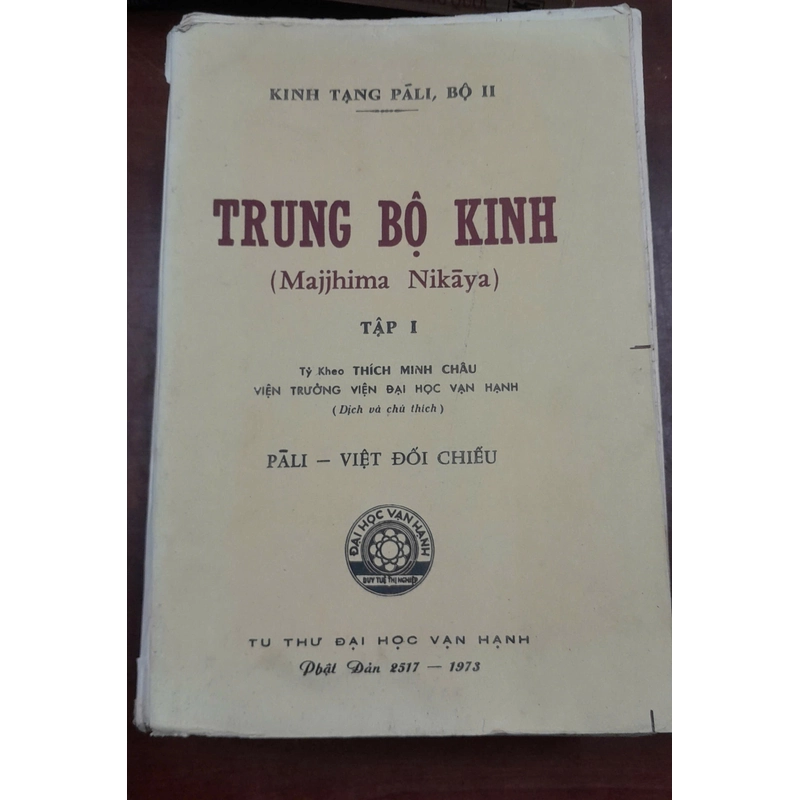 KINH TẠNG PĀLI, BỘ II
TRUNG BỘ KINH
(Majjhima Nikāya)
TẬP I
Tỷ Kheo THÍCH MINH CHÂU
VIỆN TRƯỞNG VIỆN ĐẠI HỌC VẠN HẠNH
(Dịch và chú thích)
PĀLI – VIỆT ĐỐI CHIẾU
ĐẠI HỌC VẠN HẠNH
DUY TUỆ THỊ NGHIỆP
TU THƯ ĐẠI HỌC VẠN HẠNH
Phật Đản 2517 — 1973